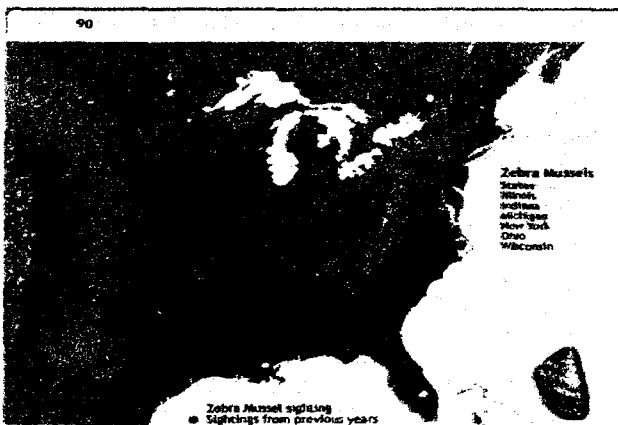 90
Zebra Mussels
States
Illinois
Indiana
Michigan
New York
Ohio
Wisconsin
Zebra Mussel sighting
Sightings from previous years